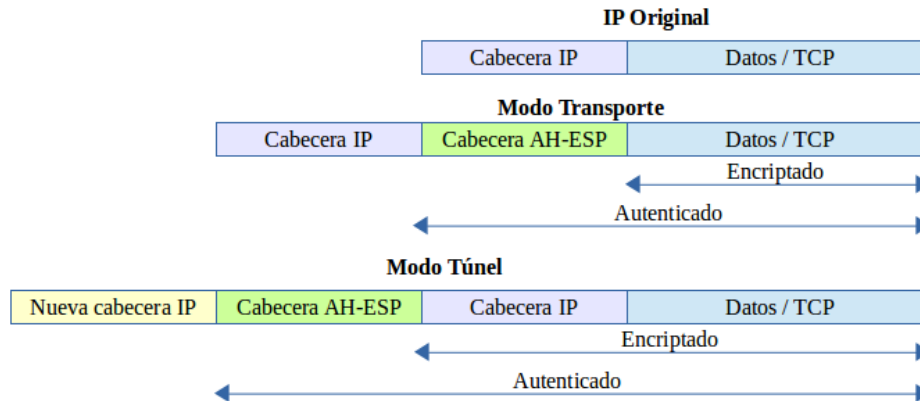 IP Original
Cabecera IP Datos / TCP
Modo Transporte
Cabecera IP Cabecera AH-ESP Datos / TCP
Encriptado
Autenticado
Modo Túnel
Nueva cabecera IP Cabecera AH-ESP Cabecera IP Datos / TCP
Encriptado
Autenticado